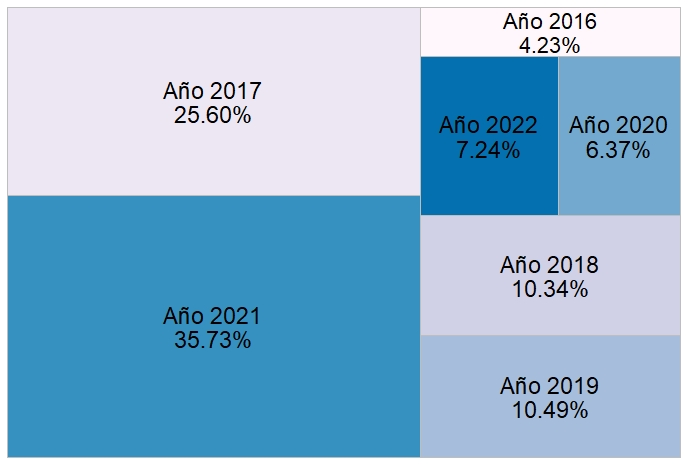 Año 2016
4.23%
Año 2017
25.60%
Año 2022
7.24%
Año 2020
6.37%
Año 2018
10.34%
Año 2021
35.73%
Año 2019
10.49%